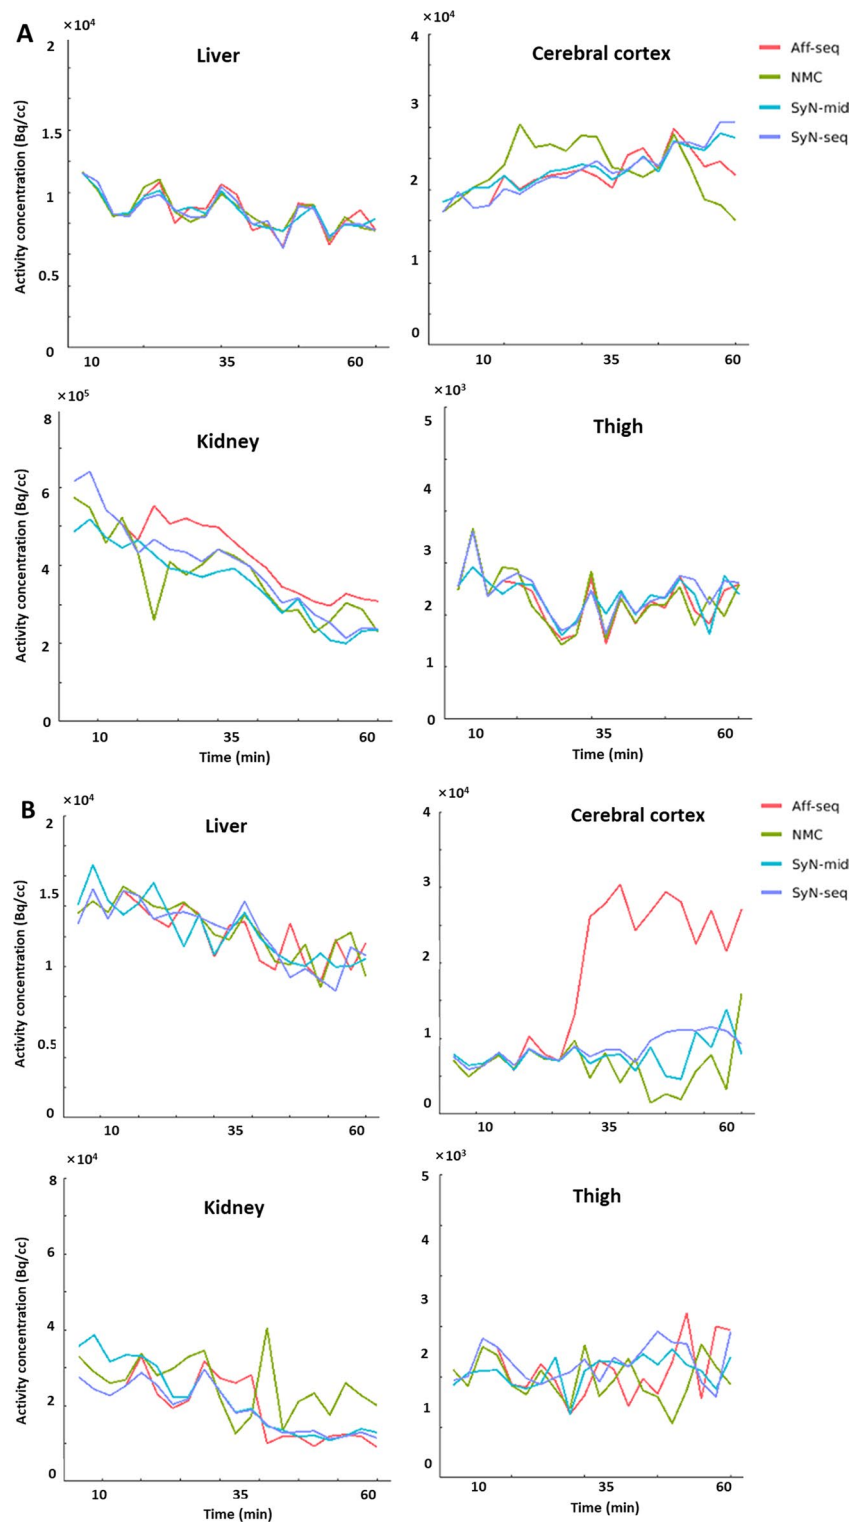 A
×10⁴
Liver
2
1.5
1
0.5
0
10 35 60
Activity concentration (Bq/cc)
×10⁴
Cerebral cortex
4
3
2
1
0
10 35 60
Aff-seq
NMC
SyN-mid
SyN-seq
×10⁵
Kidney
8
6
4
2
0
10 35 60
Activity concentration (Bq/cc)
Time (min)
×10³
Thigh
5
4
3
2
1
0
10 35 60
Time (min)
B
×10⁴
Liver
2
1.5
1
0.5
0
10 35 60
Activity concentration (Bq/cc)
×10⁴
Cerebral cortex
4
3
2
1
0
10 35 60
Aff-seq
NMC
SyN-mid
SyN-seq
×10⁴
Kidney
8
6
4
2
0
10 35 60
Activity concentration (Bq/cc)
Time (min)
×10³
Thigh
5
4
3
2
1
0
10 35 60
Time (min)